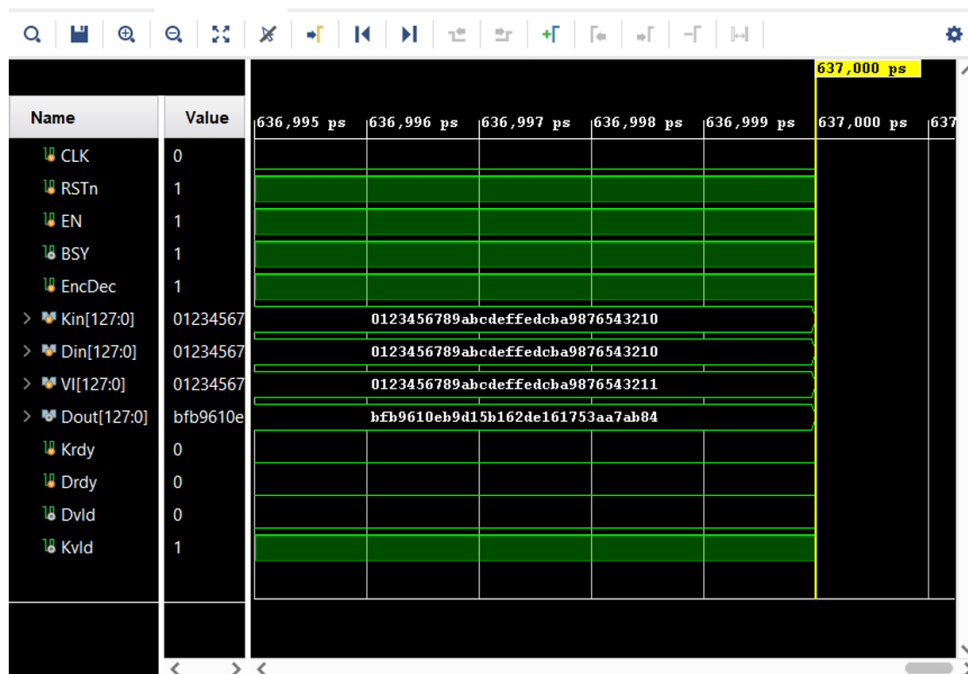 637,000 ps
Name Value 636,995 ps 636,996 ps 636,997 ps 636,998 ps 636,999 ps 637,000 ps 637
CLK 0
RSTn 1
EN 1
BSY 1
EncDec 1
Kin[127:0] 01234567 0123456789abcdeffedcba9876543210
Din[127:0] 01234567 0123456789abcdeffedcba9876543210
VI[127:0] 01234567 0123456789abcdeffedcba9876543211
Dout[127:0] bfb9610e bfb9610eb9d15b162de161753aa7ab84
Krdy 0
Drdy 0
Dvld 0
Kvld 1